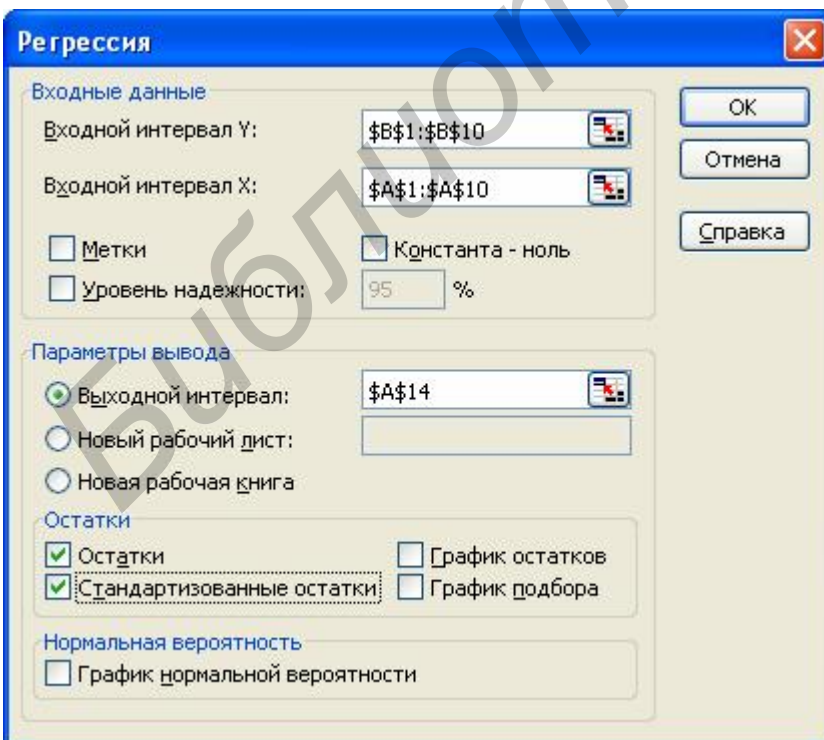 Регрессия
Входные данные
Входной интервал Y:
$B$1:$B$10
Входной интервал X:
$A$1:$A$10
Метки
Константа - ноль
Уровень надежности:
95 %
OK
Отмена
Справка
Параметры вывода
Выходной интервал:
$A$14
Новый рабочий лист:
Новая рабочая книга
Остатки
Остатки
График остатков
Стандартизованные остатки
График подбора
Нормальная вероятность
График нормальной вероятности